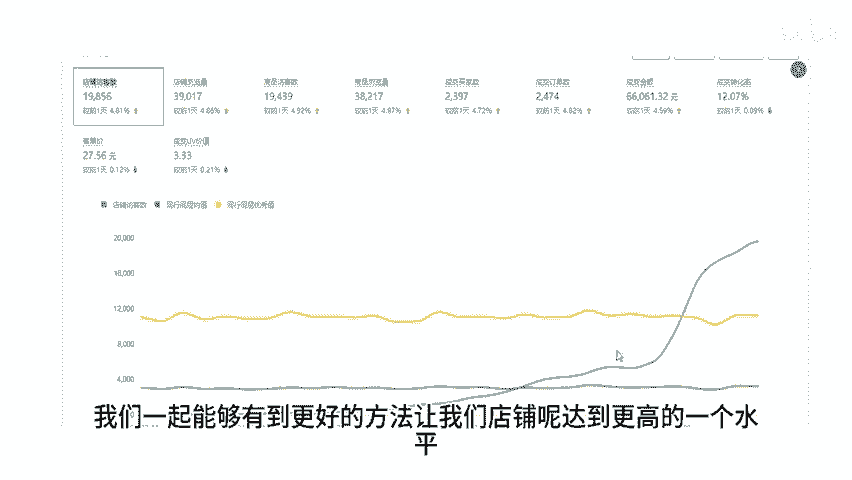 店铺访客数 店铺浏览量 商品访客数 商品浏览量 成交买家数 成交订单数 成交金额 成交转化率
19,856 39,017 19,439 38,217 2,397 2,474 66,061.32 元 12.07%
较前1天 4.81% 较前1天 4.86% 较前1天 4.92% 较前1天 4.87% 较前1天 4.72% 较前1天 4.82% 较前1天 4.59% 较前1天 0.09%
客单价 成交UV价值
27.56 元 3.33
较前1天 0.12% 较前1天 0.21%
店铺访客数 同行同层均值 同行同层优秀值
20,000
16,000
12,000
8,000
4,000
我们一起能够有到更好的方法让我们店铺呢达到更高的一个水
平